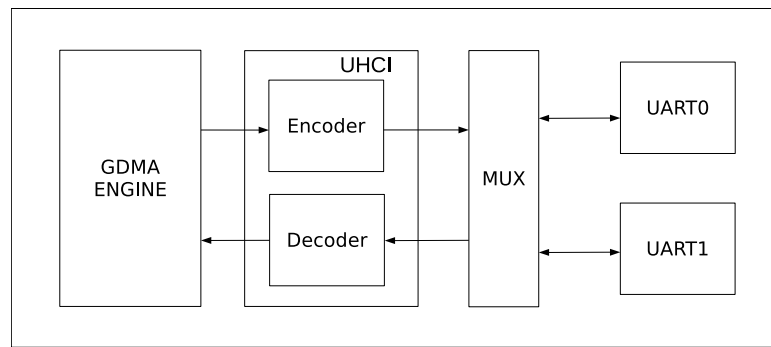 UHCI
Encoder
UART0
GDMA
ENGINE
MUX
Decoder
UART1